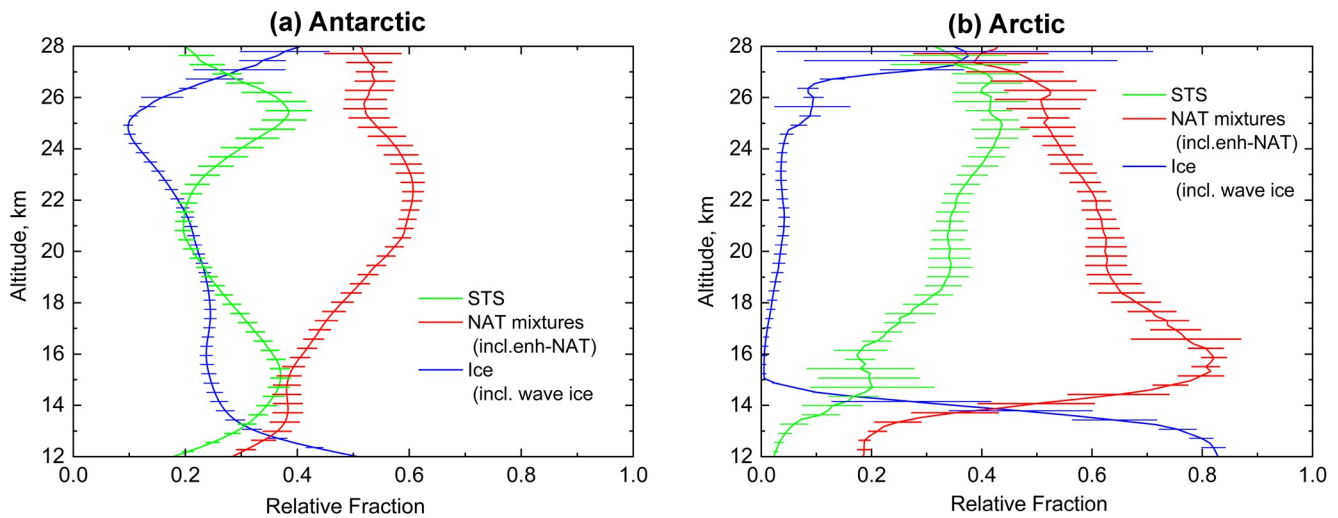 (a) Antarctic
28
26
24
22
20
18
16
14
12
Altitude, km
STS
NAT mixtures
(incl.enh-NAT)
Ice
(incl. wave ice
0.0 0.2 0.4 0.6 0.8 1.0
Relative Fraction
(b) Arctic
28
26
24
22
20
18
16
14
12
Altitude, km
STS
NAT mixtures
(incl.enh-NAT)
Ice
(incl. wave ice
0.0 0.2 0.4 0.6 0.8 1.0
Relative Fraction